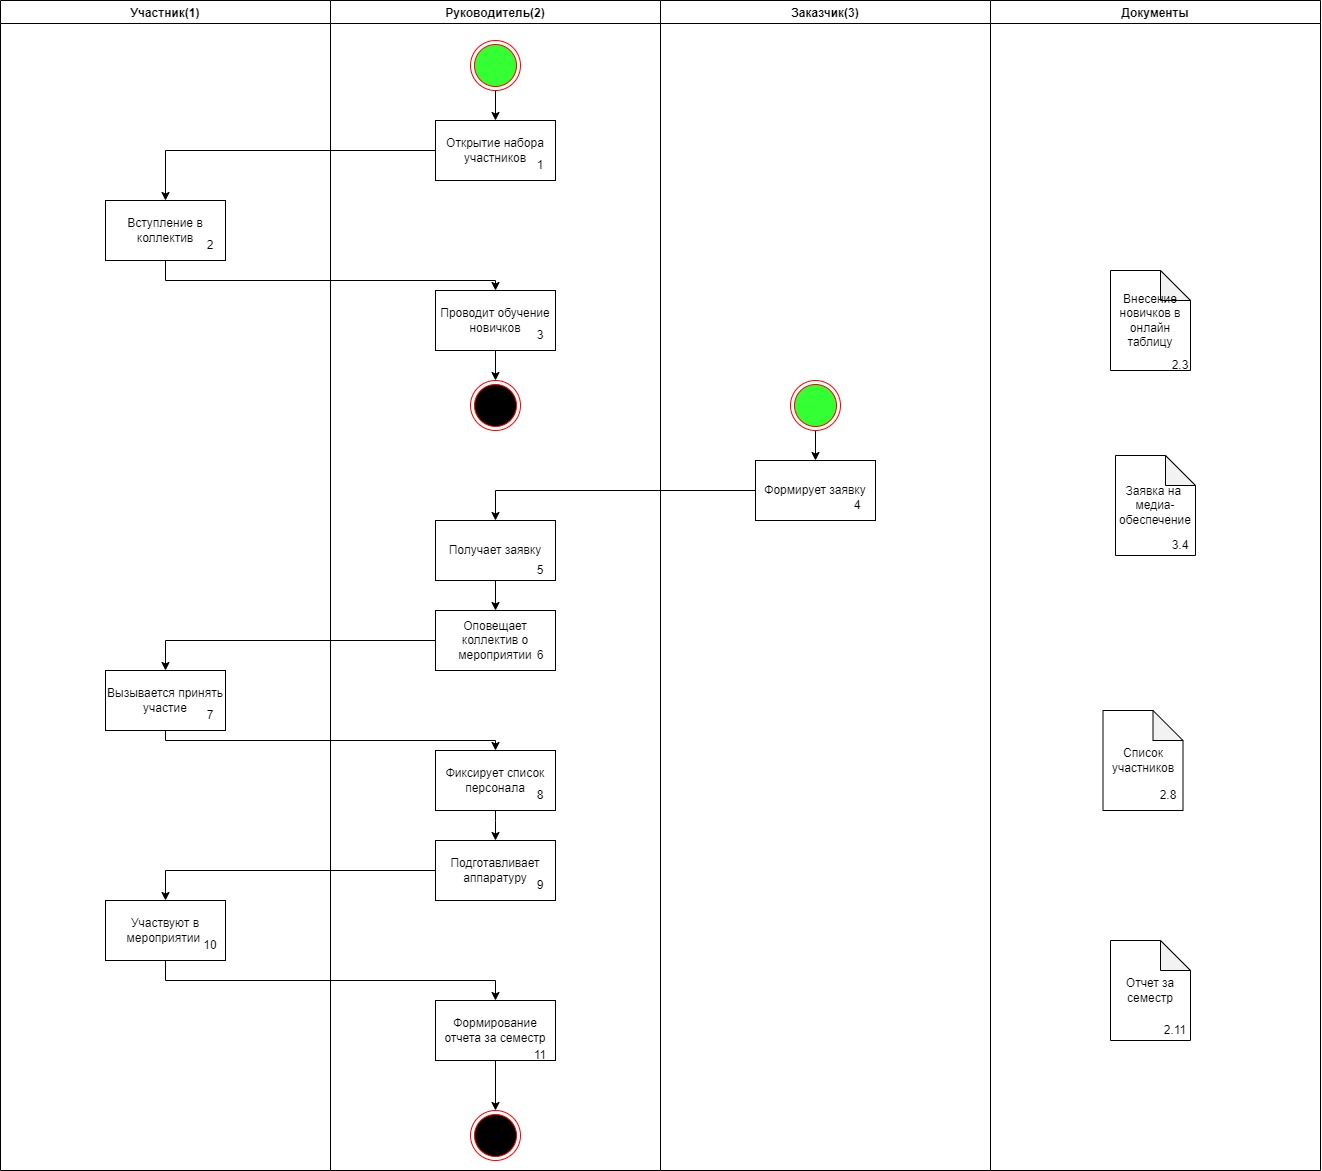 Участник(1)
Руководитель(2)
Заказчик(3)
Документы
Открытие набора
участников
1
Вступление в
коллектив
2
Проводит обучение
новичков
3
Внесение
новичков в
онлайн
таблицу
2.3
Формирует заявку
4
Заявка на
медиа-
обеспечение
3.4
Получает заявку
5
Оповещает
коллектив о
мероприятии 6
Вызывается принять
участие
7
Фиксирует список
персонала
8
Список
участников
2.8
Подготавливает
аппаратуру
9
Участвуют в
мероприятии
10
Отчет за
семестр
2.11
Формирование
отчета за семестр
11